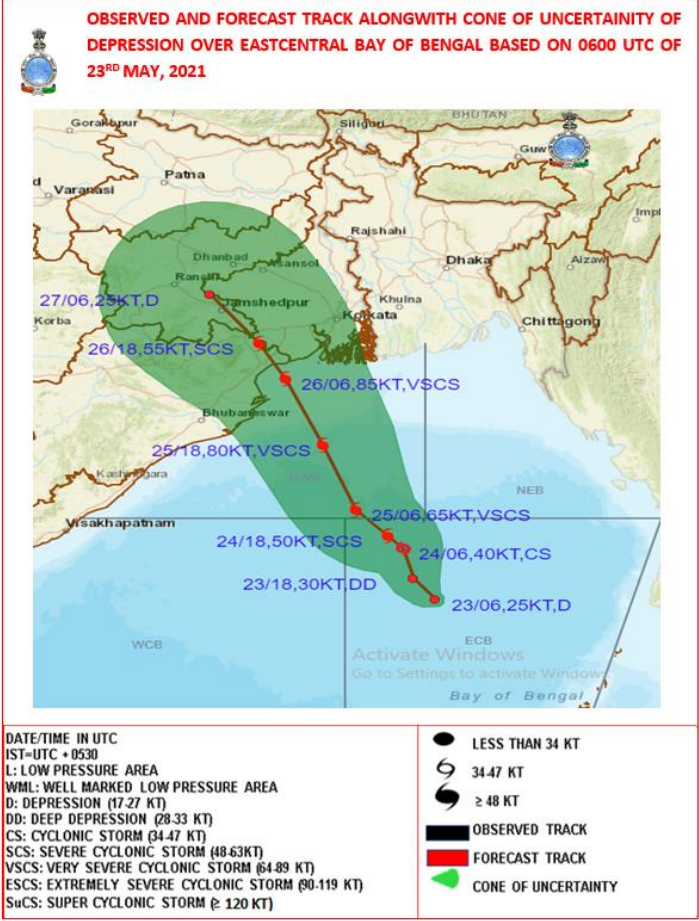 OBSERVED AND FORECAST TRACK ALONGWITH CONE OF UNCERTAINITY OF
DEPRESSION OVER EASTCENTRAL BAY OF BENGAL BASED ON 0600 UTC OF
23RD MAY, 2021
Gorakhpur
Siligori
BHUTAN
Guw
Patna
Varanasi
Imp
Rajshahi
Dhanbad
Asansol
Dhaka
Aizaw
Ranchi
27/06,25KT,D
Jamshedpur
Khulna
Korba
Kolkata
Chittagong
26/18,55KT,SCS
26/06,85KT,VSCS
Bhubaneswar
25/18,80KT,VSCS
NEB
25/06,65KT,VSCS
Visakhapatnam
24/18,50KT,SCS
24/06,40KT,CS
23/18,30KT,DD
23/06,25KT,D
WCB
ECB
Activate Windows
Go to Settings to activate Windows.
Bay of Bengal
DATE/TIME IN UTC
IST=UTC + 0530
L: LOW PRESSURE AREA
WML: WELL MARKED LOW PRESSURE AREA
D: DEPRESSION (17-27 KT)
DD: DEEP DEPRESSION (28-33 KT)
CS: CYCLONIC STORM (34-47 KT)
SCS: SEVERE CYCLONIC STORM (48-63KT)
VSCS: VERY SEVERE CYCLONIC STORM (64-89 KT)
ESCS: EXTREMELY SEVERE CYCLONIC STORM (90-119 KT)
SuCS: SUPER CYCLONIC STORM (≥ 120 KT)
LESS THAN 34 KT
34-47 KT
≥ 48 KT
OBSERVED TRACK
FORECAST TRACK
CONE OF UNCERTAINTY